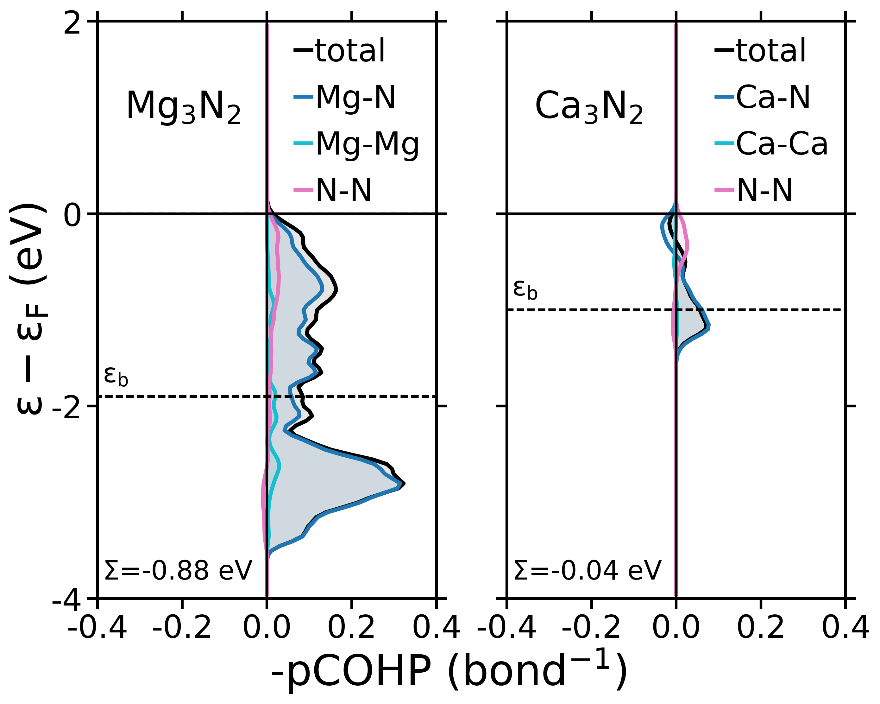 2
0
-2
-4
ε − εF (eV)
Mg3N2
total
Mg-N
Mg-Mg
N-N
εb
Σ=-0.88 eV
-0.4
-0.2
0.0
0.2
0.4
Ca3N2
total
Ca-N
Ca-Ca
N-N
εb
Σ=-0.04 eV
-0.4
-0.2
0.0
0.2
0.4
-pCOHP (bond⁻¹)